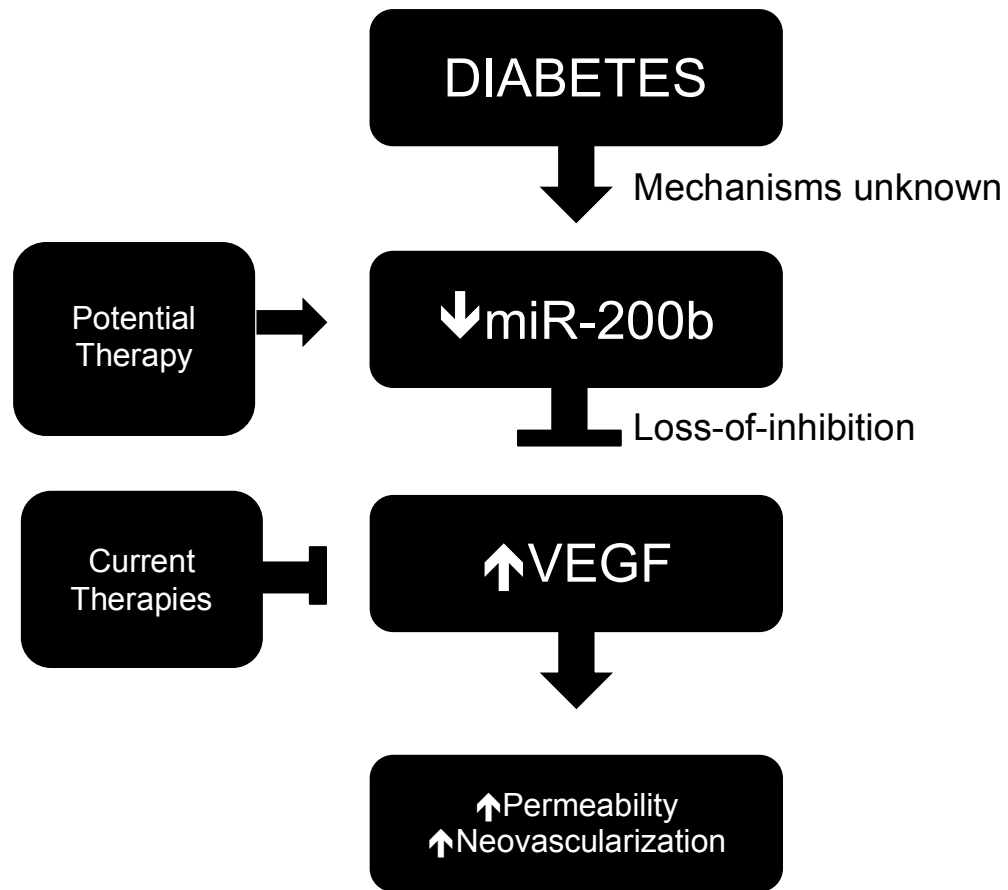 DIABETES
Mechanisms unknown
Potential
Therapy
↓miR-200b
Loss-of-inhibition
Current
Therapies
↑VEGF
↑Permeability
↑Neovascularization